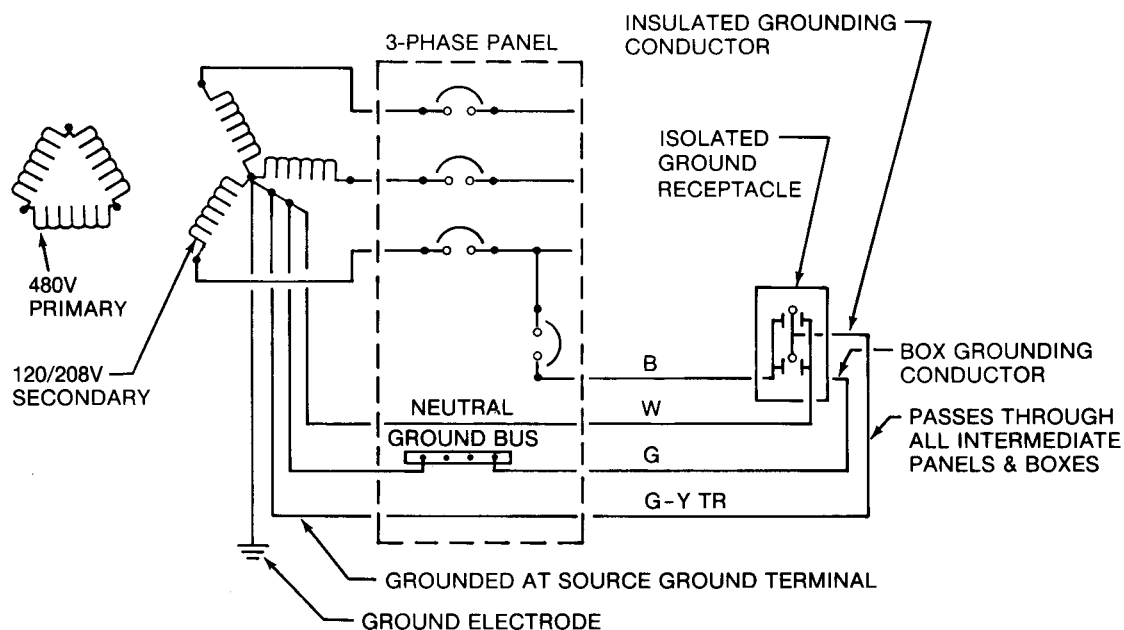 INSULATED GROUNDING
CONDUCTOR
3-PHASE PANEL
ISOLATED
GROUND
RECEPTACLE
480V
PRIMARY
120/208V
SECONDARY
B
BOX GROUNDING
CONDUCTOR
NEUTRAL
W
GROUND BUS
G
PASSES THROUGH
ALL INTERMEDIATE
PANELS & BOXES
G-Y TR
GROUNDED AT SOURCE GROUND TERMINAL
GROUND ELECTRODE